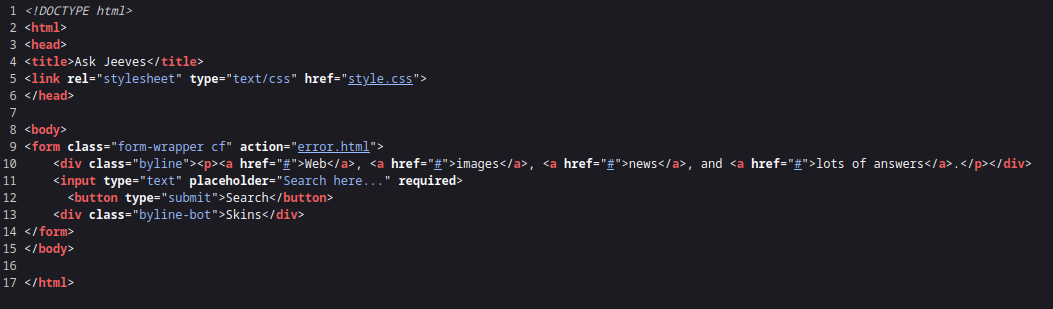 1 <!DOCTYPE html>
2 <html>
3 <head>
4 <title>Ask Jeeves</title>
5 <link rel="stylesheet" type="text/css" href="style.css">
6 </head>
7
8 <body>
9 <form class="form-wrapper cf" action="error.html">
10     <div class="byline"><p><a href="#">Web</a>, <a href="#">images</a>, <a href="#">news</a>, and <a href="#">lots of answers</a>.</p></div>
11     <input type="text" placeholder="Search here..." required>
12       <button type="submit">Search</button>
13     <div class="byline-bot">Skins</div>
14 </form>
15 </body>
16
17 </html>